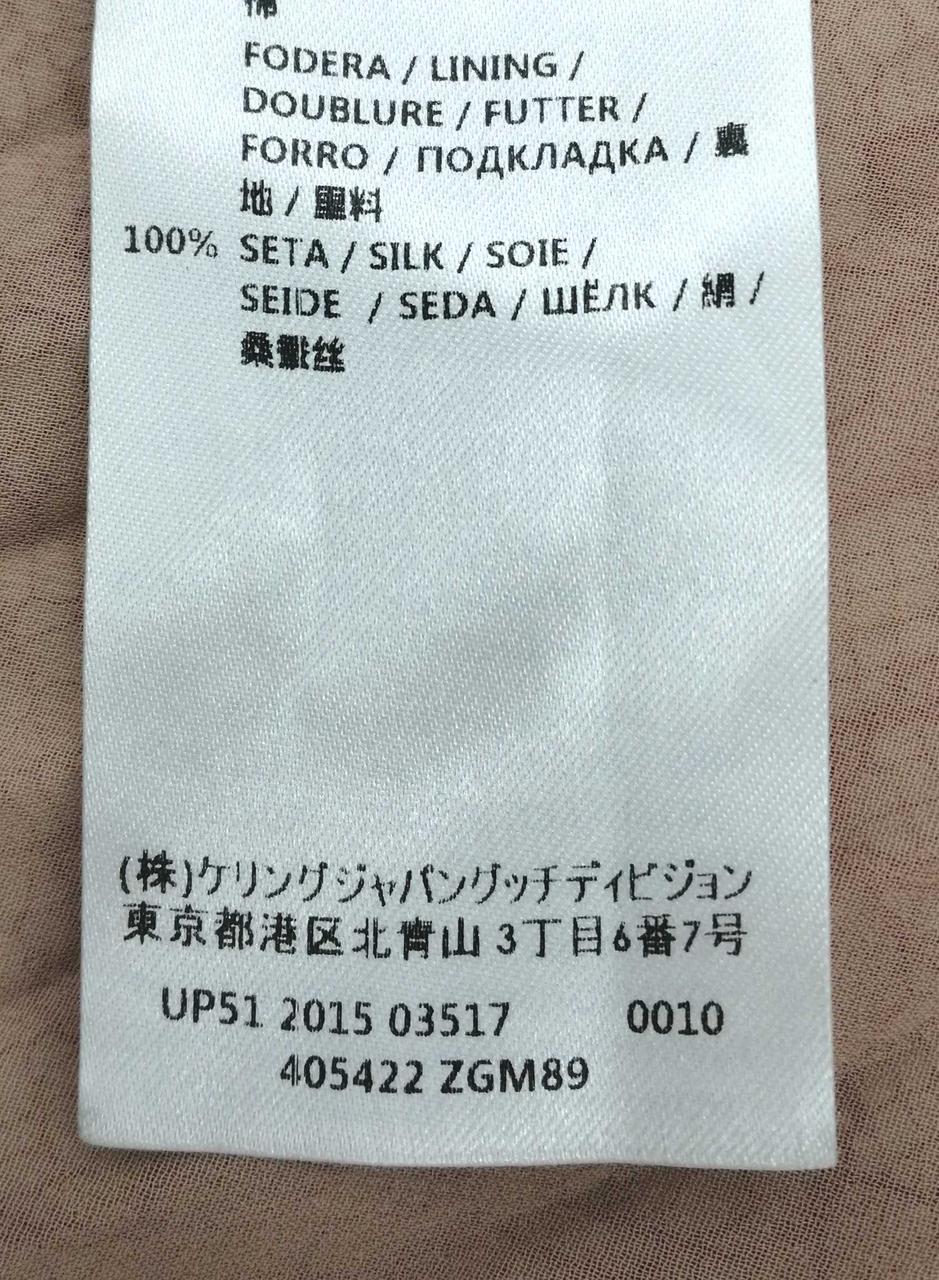 FODERA / LINING /
DOUBLURE / FUTTER /
FORRO / ПОДКЛАДКА / 裏
地 / 里料
100% SETA / SILK / SOIE /
SEIDE / SEDA / ШЁЛК / 絹 /
桑蚕丝
(株)ケリングジャパングッチディビジョン
東京都港区北青山 3丁目6番7号
UP51 2015 03517 0010
405422 ZGM89